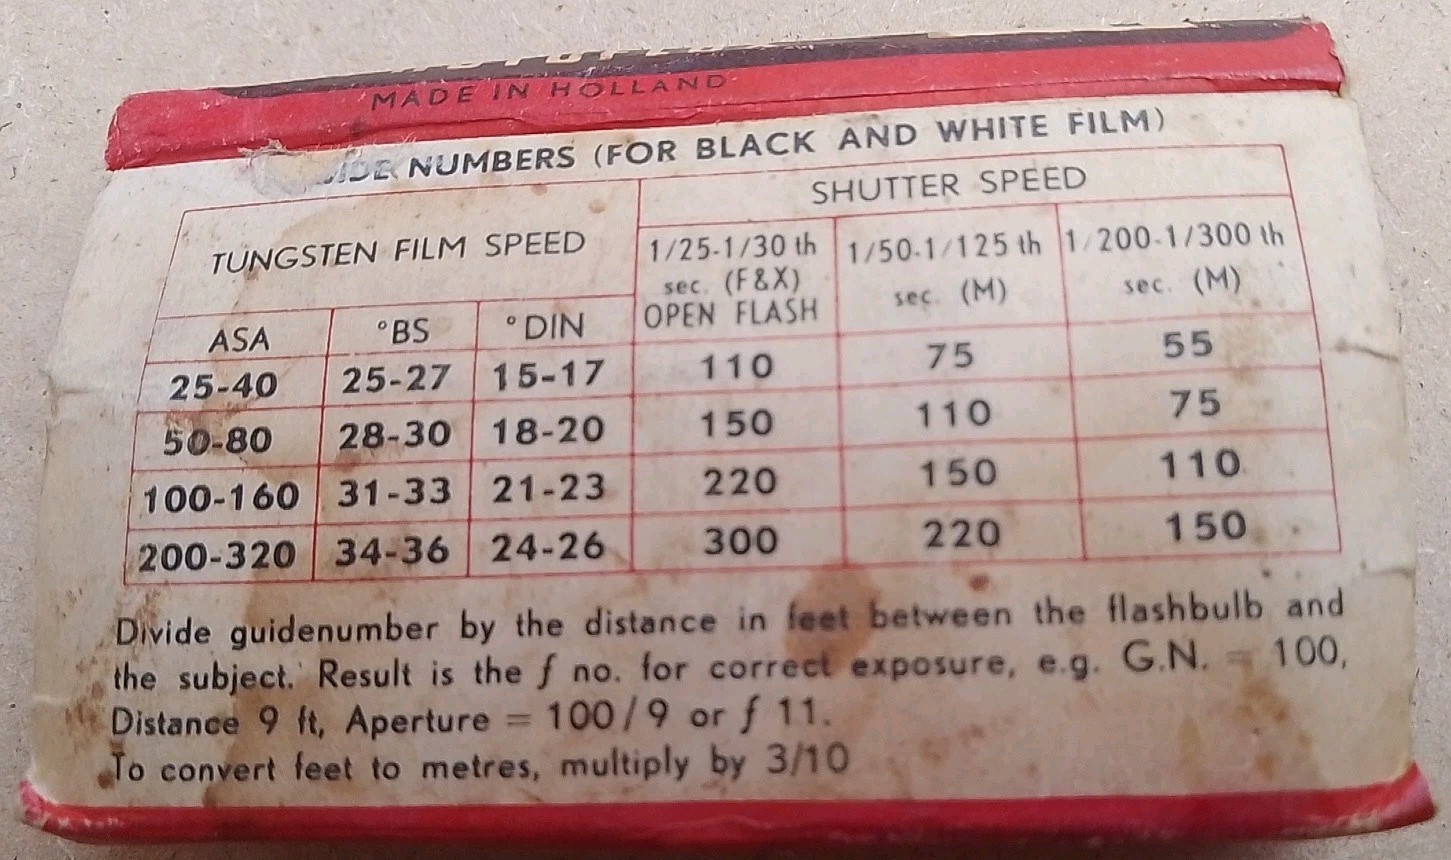 MADE IN HOLLAND
NUMBERS (FOR BLACK AND WHITE FILM)
SHUTTER SPEED
TUNGSTEN FILM SPEED
1/25-1/30 th 1/50-1/125 th 1/200-1/300 th
sec. (F&X) sec. (M) sec. (M)
OPEN FLASH
ASA °BS °DIN
25-40 25-27 15-17 110 75 55
50-80 28-30 18-20 150 110 75
100-160 31-33 21-23 220 150 110
200-320 34-36 24-26 300 220 150
Divide guidenumber by the distance in feet between the flashbulb and
the subject. Result is the ƒ no. for correct exposure, e.g. G.N. = 100,
Distance 9 ft, Aperture = 100/9 or ƒ 11.
To convert feet to metres, multiply by 3/10